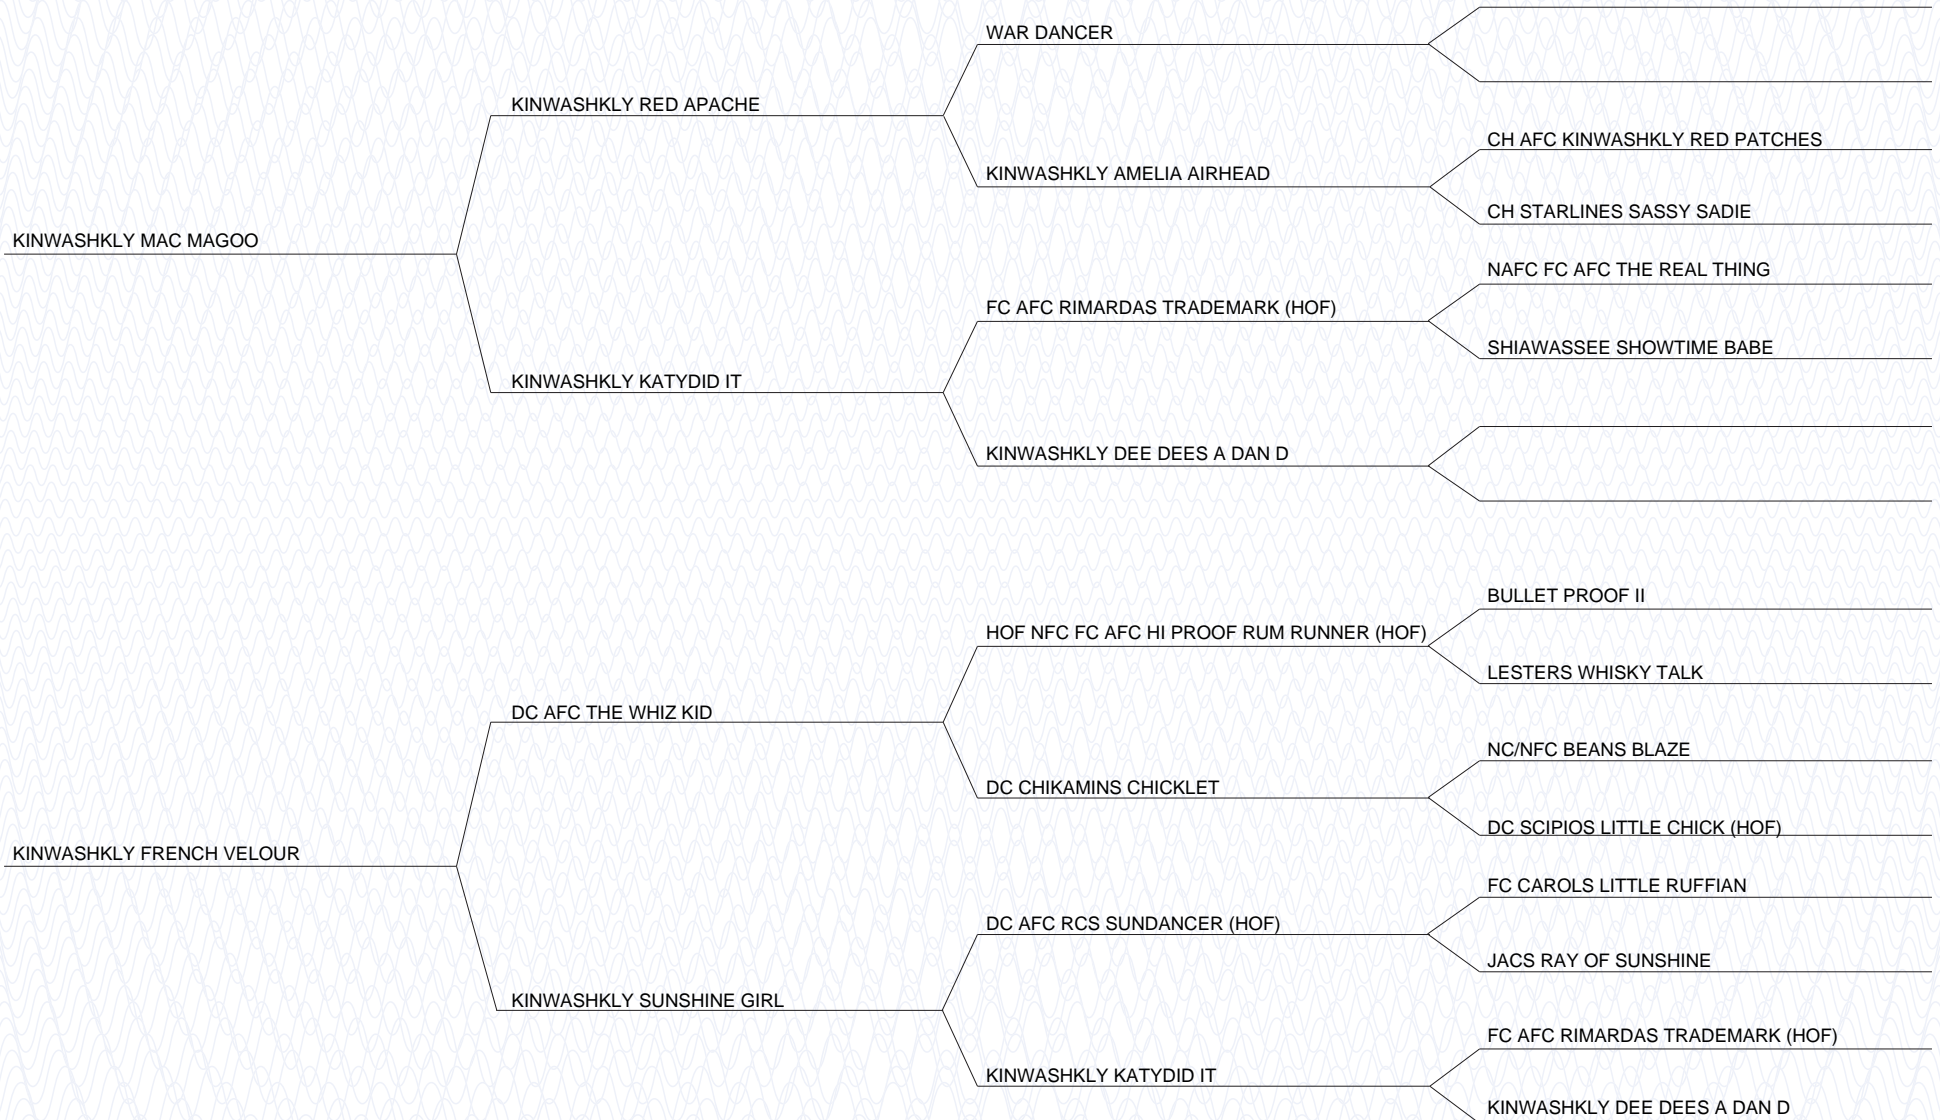 WAR DANCER
KINWASHKLY RED APACHE
CH AFC KINWASHKLY RED PATCHES
KINWASHKLY AMELIA AIRHEAD
CH STARLINES SASSY SADIE
KINWASHKLY MAC MAGOO
NAFC FC AFC THE REAL THING
FC AFC RIMARDAS TRADEMARK (HOF)
SHIAWASSEE SHOWTIME BABE
KINWASHKLY KATYDID IT
KINWASHKLY DEE DEES A DAN D
BULLET PROOF II
HOF NFC FC AFC HI PROOF RUM RUNNER (HOF)
LESTERS WHISKY TALK
DC AFC THE WHIZ KID
NC/NFC BEANS BLAZE
DC CHIKAMINS CHICKLET
DC SCIPIOS LITTLE CHICK (HOF)
KINWASHKLY FRENCH VELOUR
FC CAROLS LITTLE RUFFIAN
DC AFC RCS SUNDANCER (HOF)
JACS RAY OF SUNSHINE
KINWASHKLY SUNSHINE GIRL
FC AFC RIMARDAS TRADEMARK (HOF)
KINWASHKLY KATYDID IT
KINWASHKLY DEE DEES A DAN D